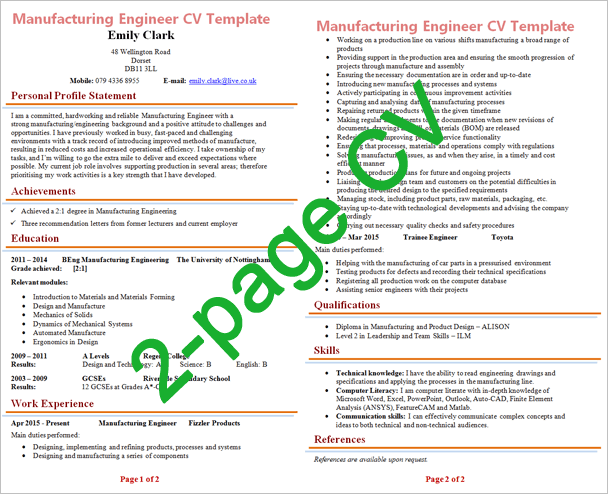 Manufacturing Engineer CV Template
Emily Clark
48 Wellington Road
Dorset
DB11 3LL
Mobile: 079 4336 8955 E-mail: emily.clark@live.co.uk
Personal Profile Statement
I am a committed, hardworking and reliable Manufacturing Engineer with a
strong manufacturing/engineering background and a positive attitude to challenges and
opportunities. I have previously worked in busy, fast-paced and challenging
environments with a track record of introducing improved methods of manufacture,
resulting in reduced costs and increased operational efficiency. I take ownership of my
tasks, and I'm willing to go the extra mile to deliver and exceed expectations where
possible. My current job role involves supporting production in several areas; therefore
prioritising my work activities is a key strength that I have developed.
Achievements
✓ Achieved a 2:1 degree in Manufacturing Engineering
✓ Three recommendation letters from former lecturers and current employer
Education
2011 – 2014 BEng Manufacturing Engineering The University of Nottingham
Grade achieved: [2:1]
Relevant modules:
• Introduction to Materials and Materials Forming
• Design and Manufacture
• Mechanics of Solids
• Dynamics of Mechanical Systems
• Automated Manufacture
• Ergonomics in Design
2009 – 2011 A Levels College
Results: Design and Technology: Science: B English: B
2003 – 2009 GCSEs School
Results: 12 GCSEs at Grades A*-
Work Experience
Apr 2015 - Present Manufacturing Engineer Fizzler Products
Main duties performed:
• Designing, implementing and refining products, processes and systems
• Designing and manufacturing a series of components
Page 1 of 2
Manufacturing Engineer CV Template
• Working on a production line on various shifts manufacturing a broad range of
products
• Providing support in the production area and ensuring the smooth progression of
projects through manufacture and assembly
• Ensuring the necessary documentation are in order and up-to-date
• Introducing new manufacturing processes and systems
• Actively participating in continuous improvement activities
• Capturing and analysing data of manufacturing processes
• Repairing returned products within the given timeframe
• Making regular to the documentation when new revisions of
documents, drawings of materials (BOM) are released
• service functionality
• Ensuring that processes, materials and operations comply with regulations
• Solving issues, as and when they arise, in a timely and cost
manner
• plans for future and ongoing projects
• team and customers on the potential difficulties in
producing the desired design to the specified requirements
• Managing stock, including product parts, raw materials, packaging, etc.
• Staying up-to-date with technological developments and advising the company
accordingly
• Carrying out necessary quality checks and safety procedures
– Mar 2015 Trainee Engineer Toyota
Main duties performed:
• Helping with the manufacturing of car parts in a pressurised environment
• Testing products for defects and recording their technical specifications
• Registering all production work on the computer database
• Assisting senior engineers with their projects
Qualifications
• Diploma in Manufacturing and Product Design – ALISON
• Level 2 in Leadership and Team Skills – ILM
Skills
• Technical knowledge: I have the ability to read engineering drawings and
specifications and applying the processes in the manufacturing line.
• Computer Literacy: I am computer literate with in-depth knowledge of
Microsoft Word, Excel, PowerPoint, Outlook, Auto-CAD, Finite Element
Analysis (ANSYS), FeatureCAM and Matlab.
• Communication skills: I can effectively communicate complex concepts and
ideas to both technical and non-technical audiences.
References
References are available upon request.
Page 2 of 2
2-page CV